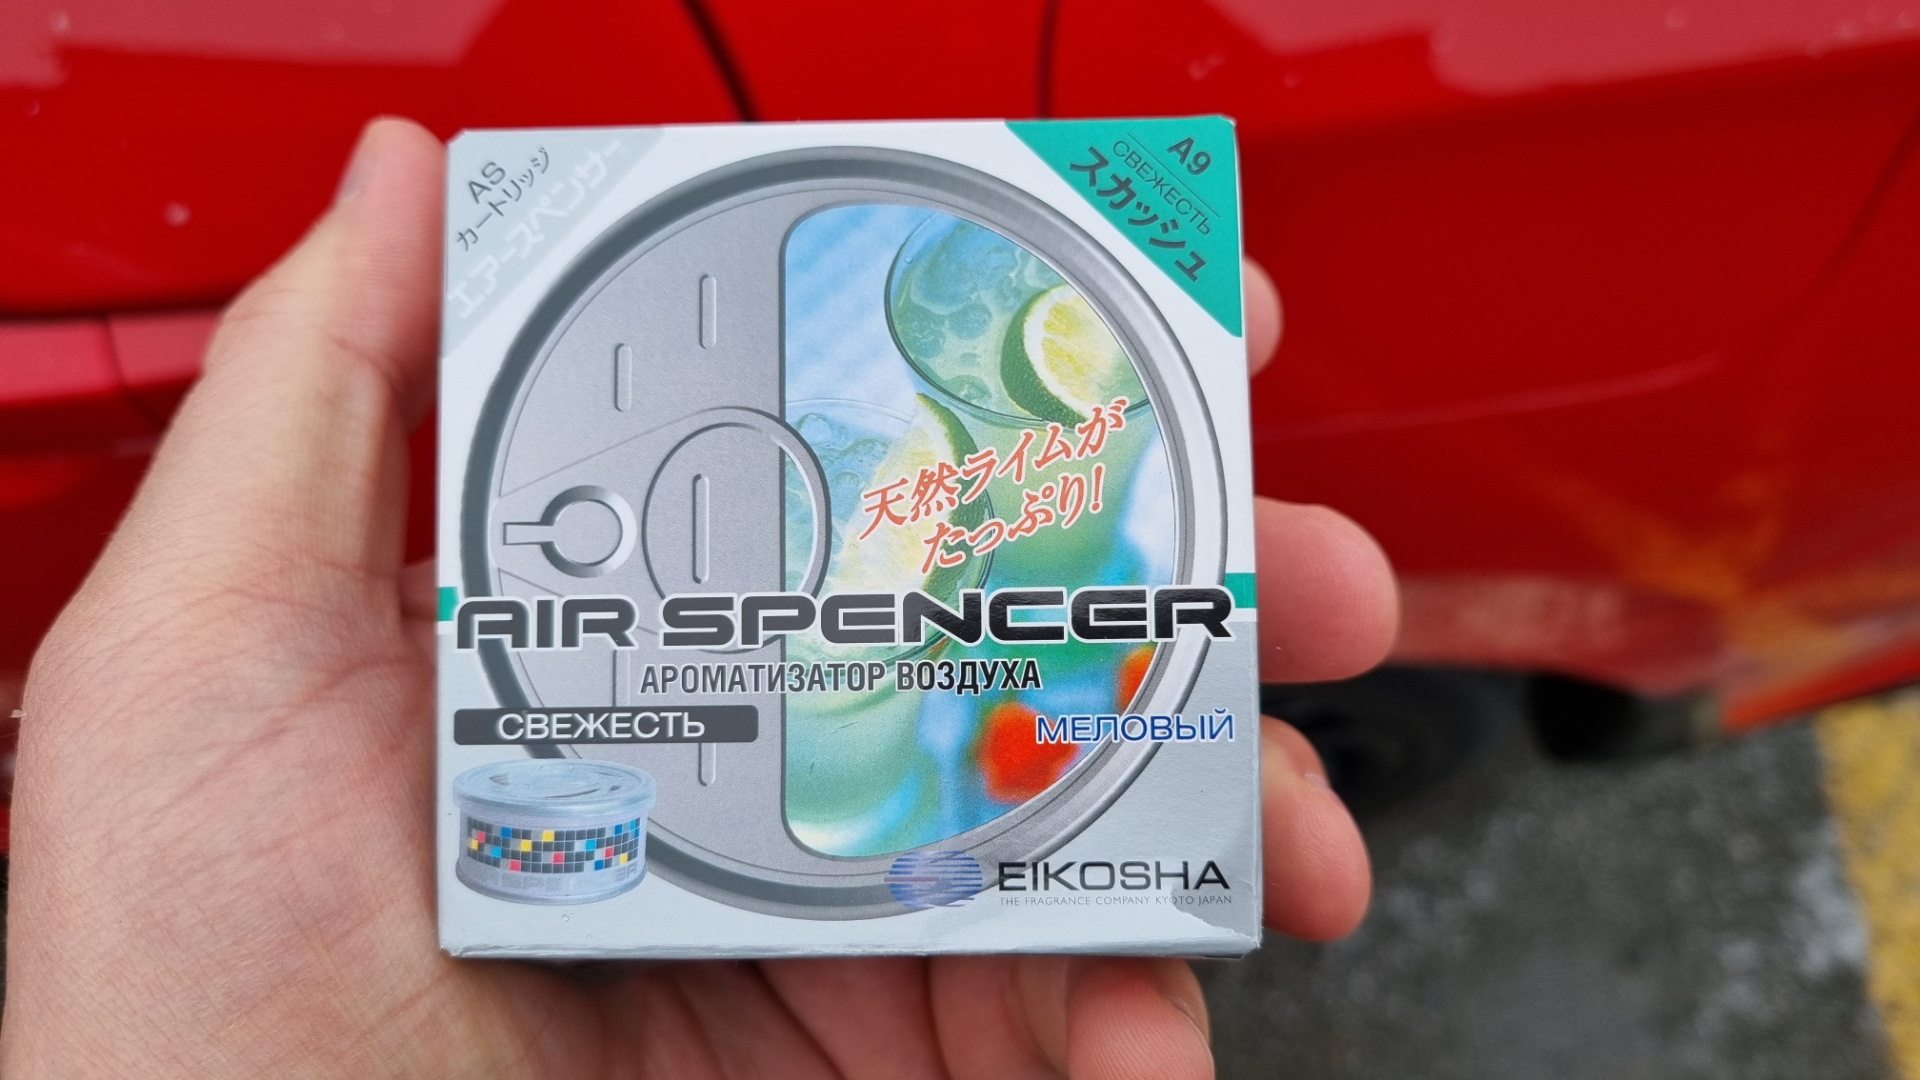 AS
カートリッジ
エアースペンサー
A9
СВЕЖЕСТЬ
スカッシュ
天然ライムが
たっぷり!
AIR SPENCER
АРОМАТИЗАТОР ВОЗДУХА
СВЕЖЕСТЬ
МЕЛОВЫЙ
EIKOSHA
THE FRAGRANCE COMPANY KYOTO JAPAN